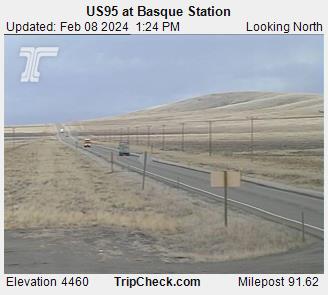 US95 at Basque Station
Updated: Feb 08 2024 1:24 PM Looking North
Elevation 4460 TripCheck.com Milepost 91.62